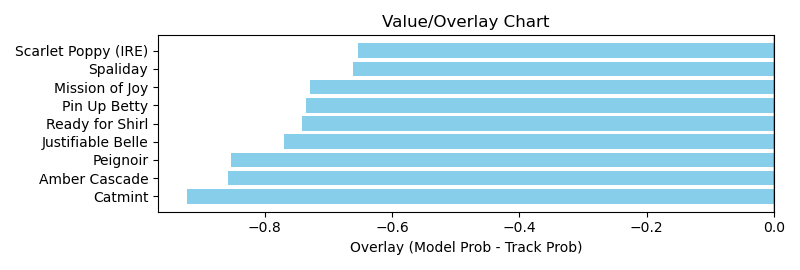 Value/Overlay Chart
Scarlet Poppy (IRE)
Spaliday
Mission of Joy
Pin Up Betty
Ready for Shirl
Justifiable Belle
Peignoir
Amber Cascade
Catmint
−0.8 −0.6 −0.4 −0.2 0.0
Overlay (Model Prob - Track Prob)